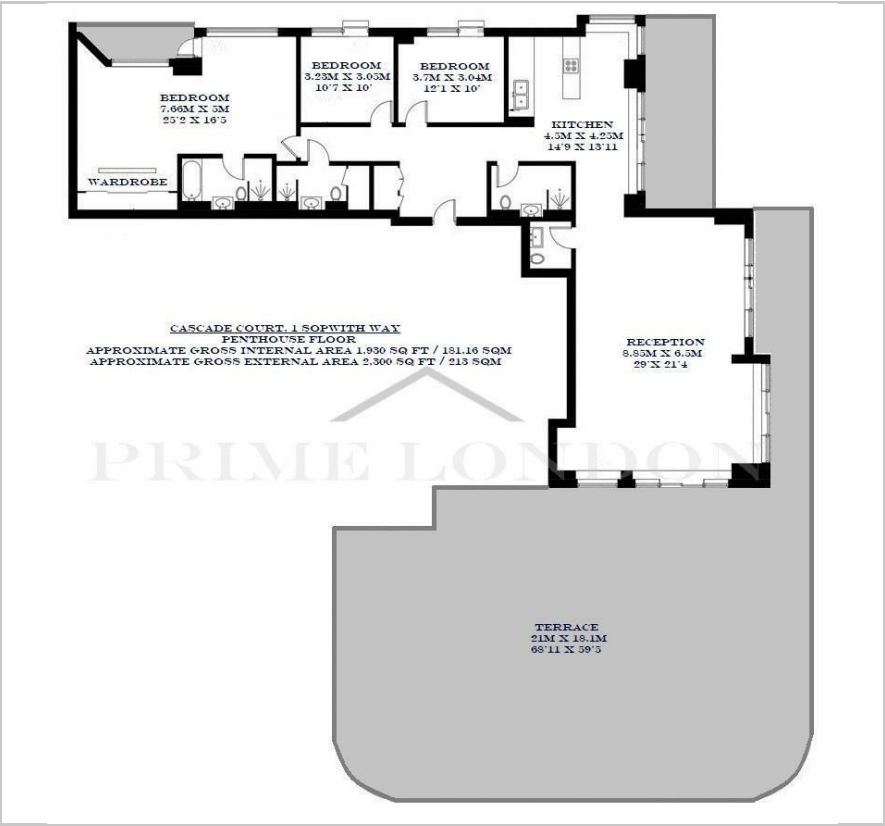 BEDROOM
3.23M X 3.05M
10'7 X 10'
BEDROOM
3.7M X 3.04M
12'1 X 10'
BEDROOM
7.66M X 5M
25'2 X 16'5
KITCHEN
4.5M X 4.25M
14'9 X 13'11
WARDROBE
CASCADE COURT, 1 SOPWITH WAY
PENTHOUSE FLOOR
APPROXIMATE GROSS INTERNAL AREA 1,930 SQ FT / 181.16 SQM
APPROXIMATE GROSS EXTERNAL AREA 2,300 SQ FT / 213 SQM
RECEPTION
8.85M X 6.5M
29'X 21'4
PRIME LONDON
TERRACE
21M X 18.1M
68'11 X 59'5